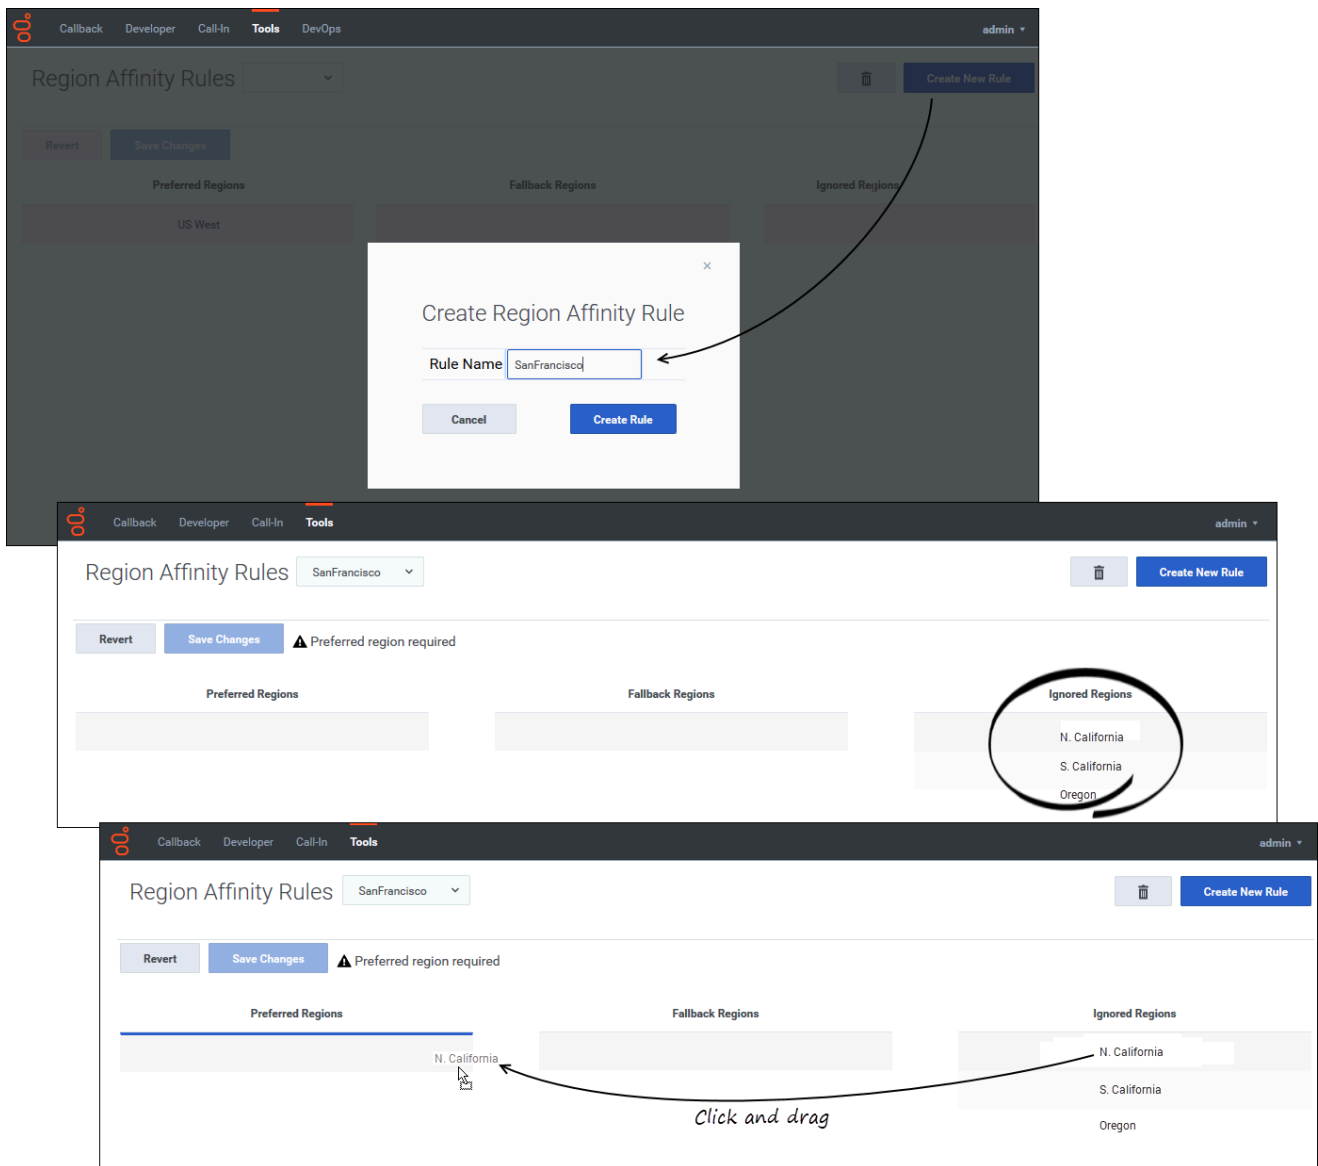 Callback Developer Call-In Tools DevOps admin
Region Affinity Rules
Create New Rule
Revert Save Changes
Preferred Regions Fallback Regions Ignored Regions
US West
×
Create Region Affinity Rule
Rule Name SanFrancisco
Cancel Create Rule
Callback Developer Call-In Tools admin
Region Affinity Rules SanFrancisco Create New Rule
Revert Save Changes Preferred region required
Preferred Regions Fallback Regions Ignored Regions
N. California
S. California
Oregon
Callback Developer Call-In Tools admin
Region Affinity Rules SanFrancisco Create New Rule
Revert Save Changes Preferred region required
Preferred Regions Fallback Regions Ignored Regions
N. California N. California
S. California
Click and drag
Oregon